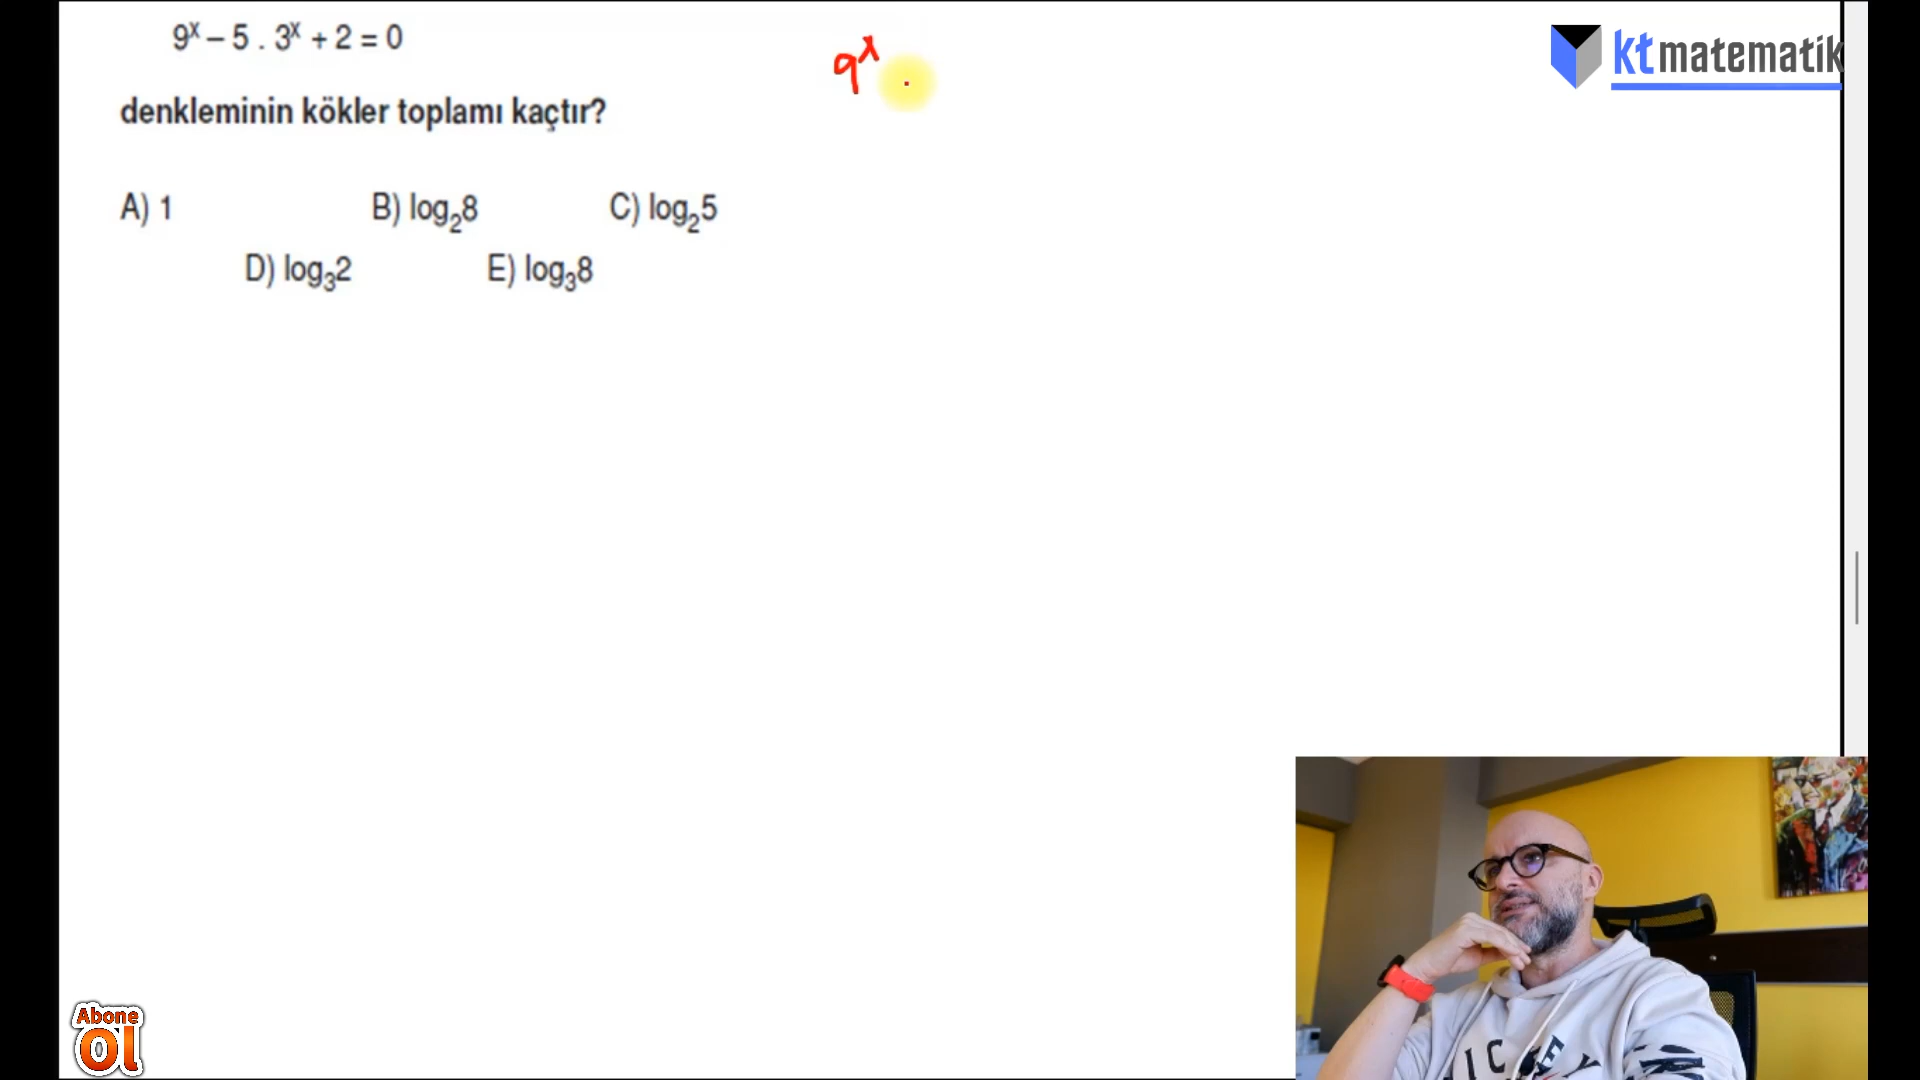 9ˣ – 5 . 3ˣ + 2 = 0
9ˣ
ktmatematik
denkleminin kökler toplamı kaçtır?
A) 1 B) log₂8 C) log₂5
D) log₃2 E) log₃8
Abone
Ol